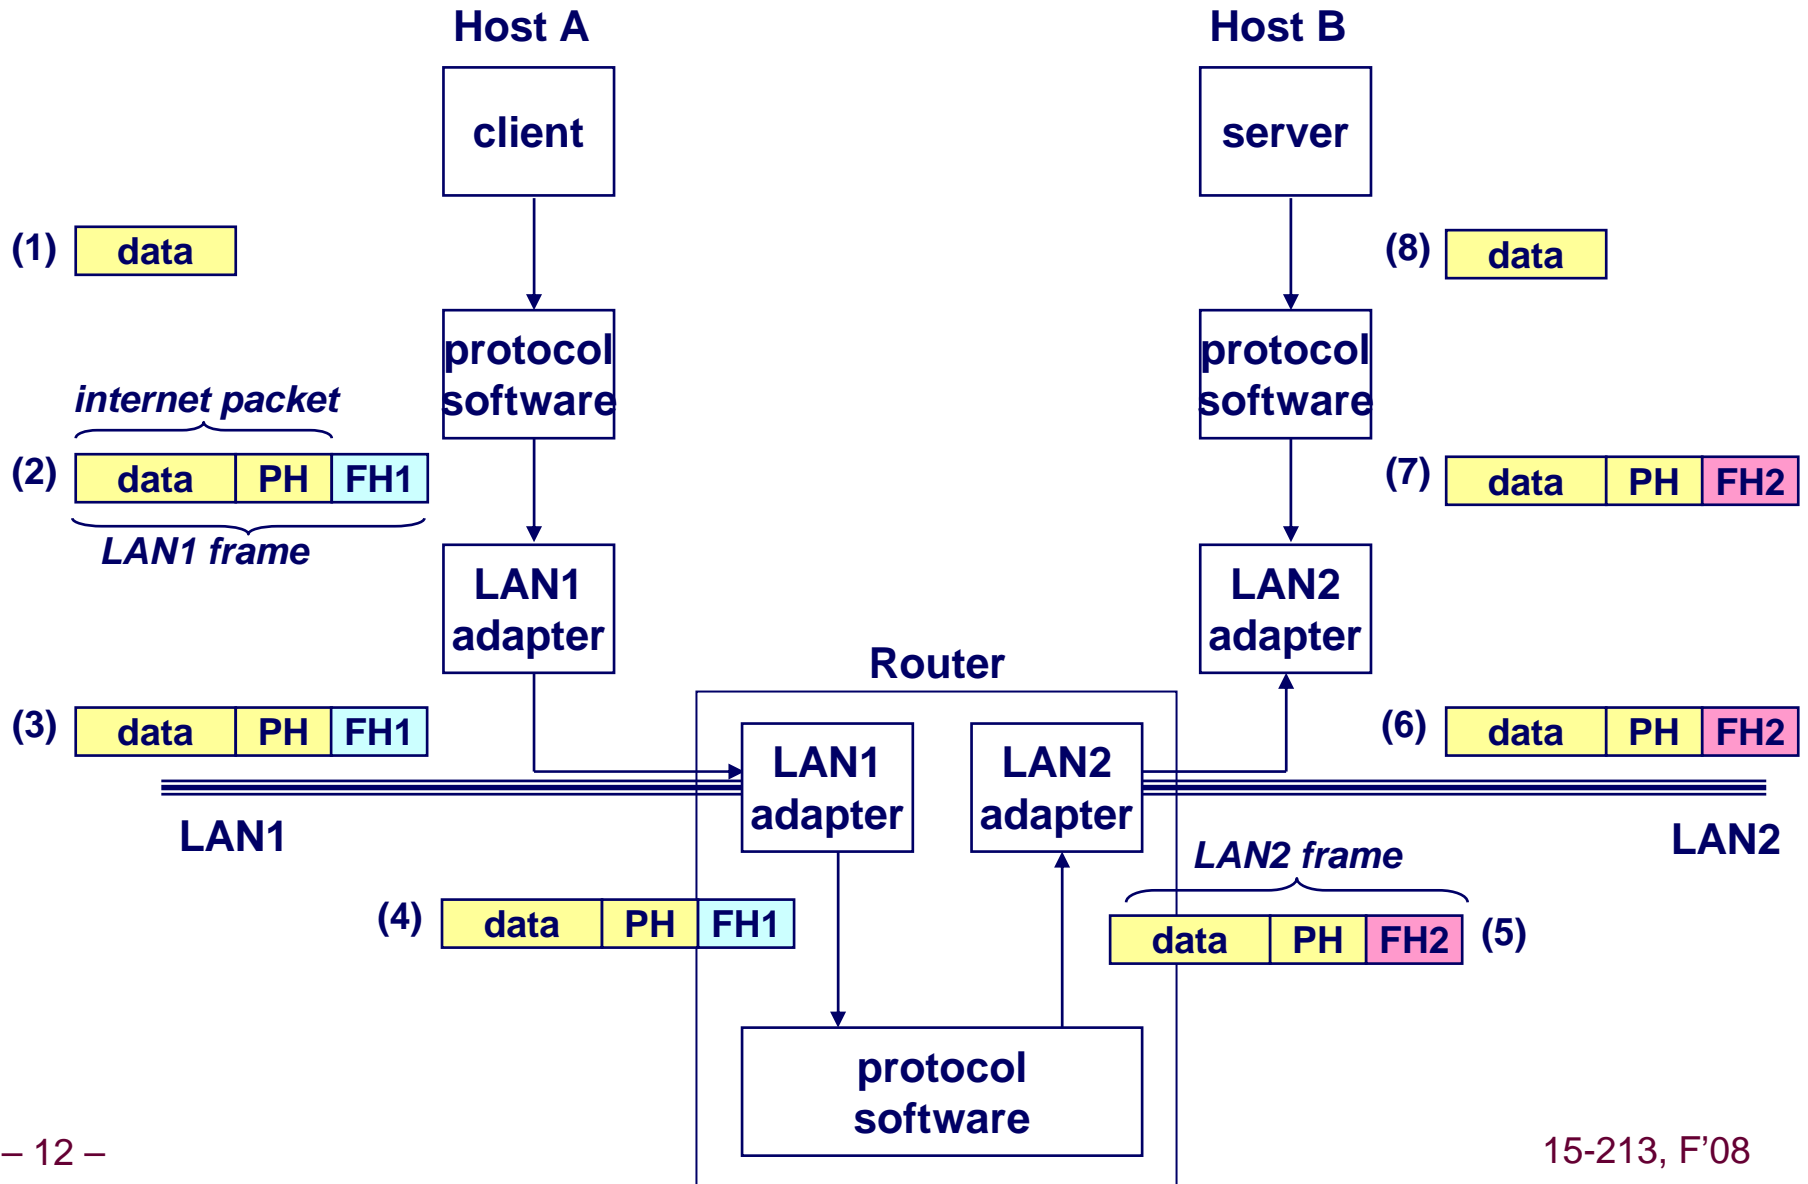 Host A
Host B
client
server
(1) data
(8) data
protocol
software
protocol
software
internet packet
(2) data PH FH1
LAN1 frame
(7) data PH FH2
LAN1
adapter
LAN2
adapter
Router
(3) data PH FH1
(6) data PH FH2
LAN1
adapter
LAN2
adapter
LAN1
LAN2
LAN2 frame
(4) data PH FH1
data PH FH2 (5)
protocol
software
– 12 –
15-213, F’08